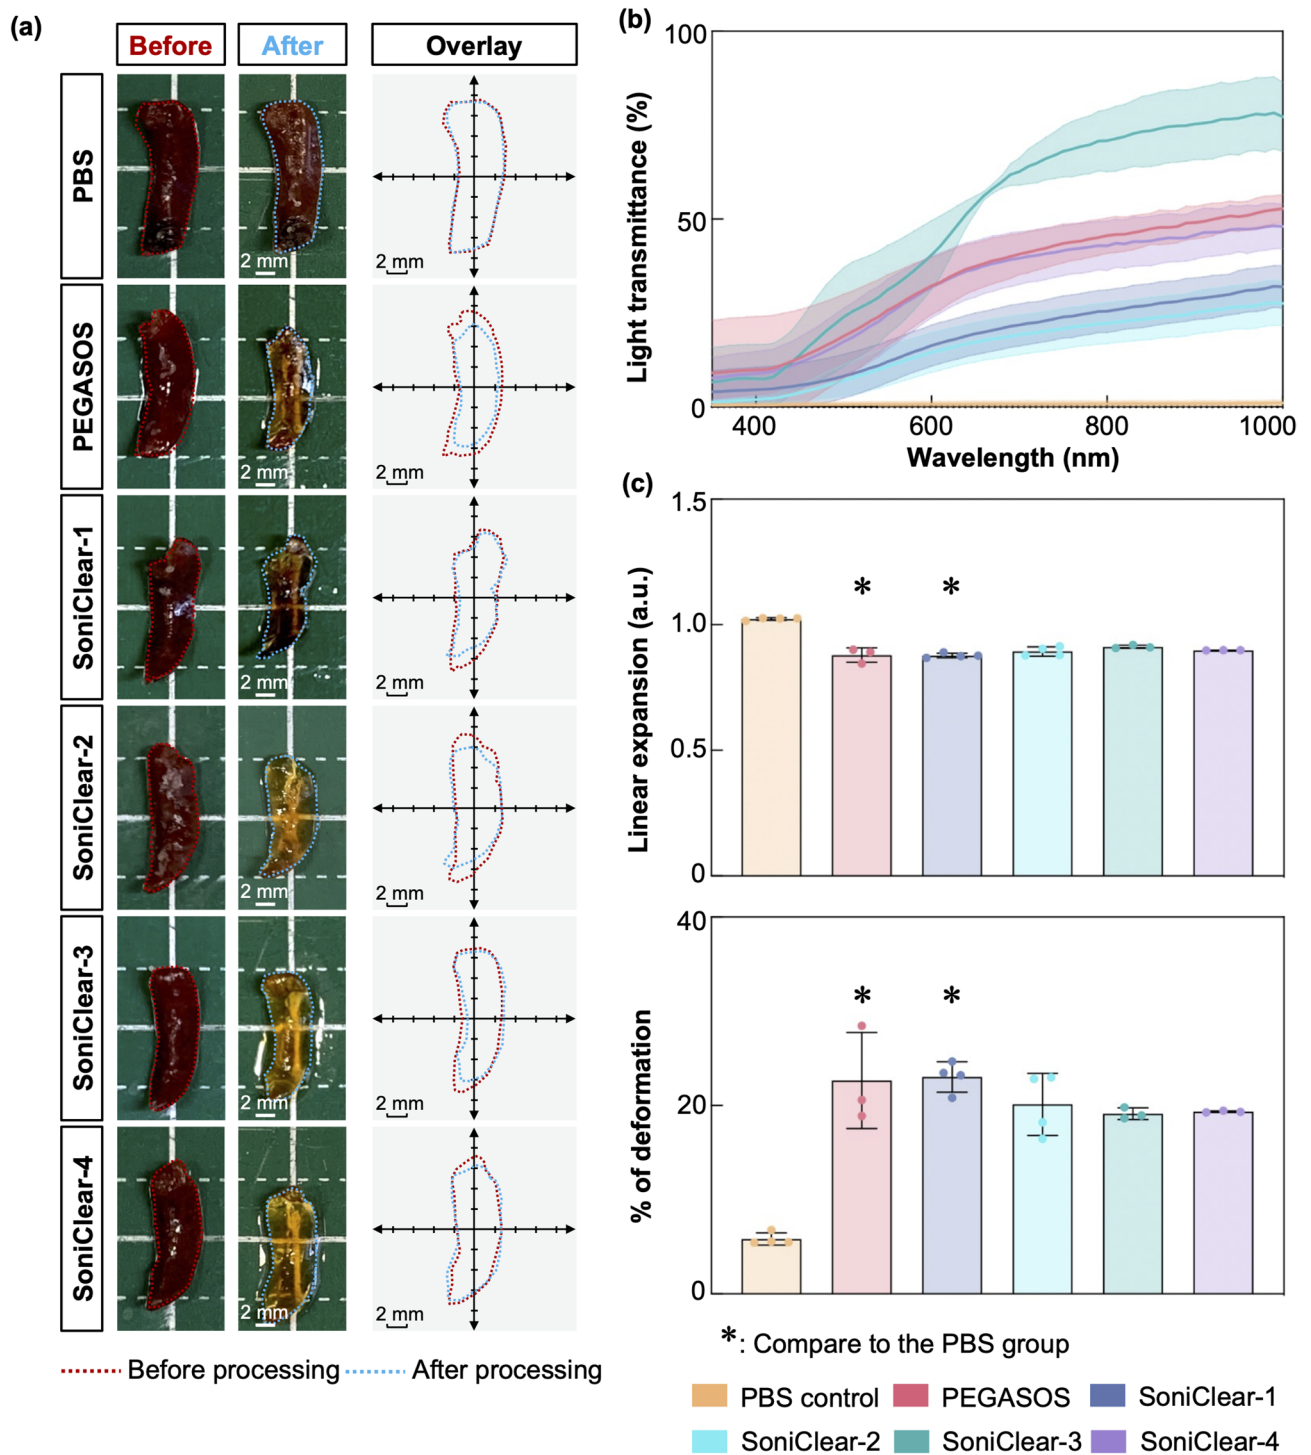 (a)
Before
After
Overlay
PBS
2 mm
2 mm
PEGASOS
2 mm
2 mm
SoniClear-1
2 mm
2 mm
SoniClear-2
2 mm
2 mm
SoniClear-3
2 mm
2 mm
SoniClear-4
2 mm
2 mm
Before processing
After processing
(b)
Light transmittance (%)
100
50
0
400
600
800
1000
Wavelength (nm)
(c)
Linear expansion (a.u.)
1.5
1.0
0.5
0
*
*
% of deformation
40
20
0
*
*
*: Compare to the PBS group
PBS control
PEGASOS
SoniClear-1
SoniClear-2
SoniClear-3
SoniClear-4